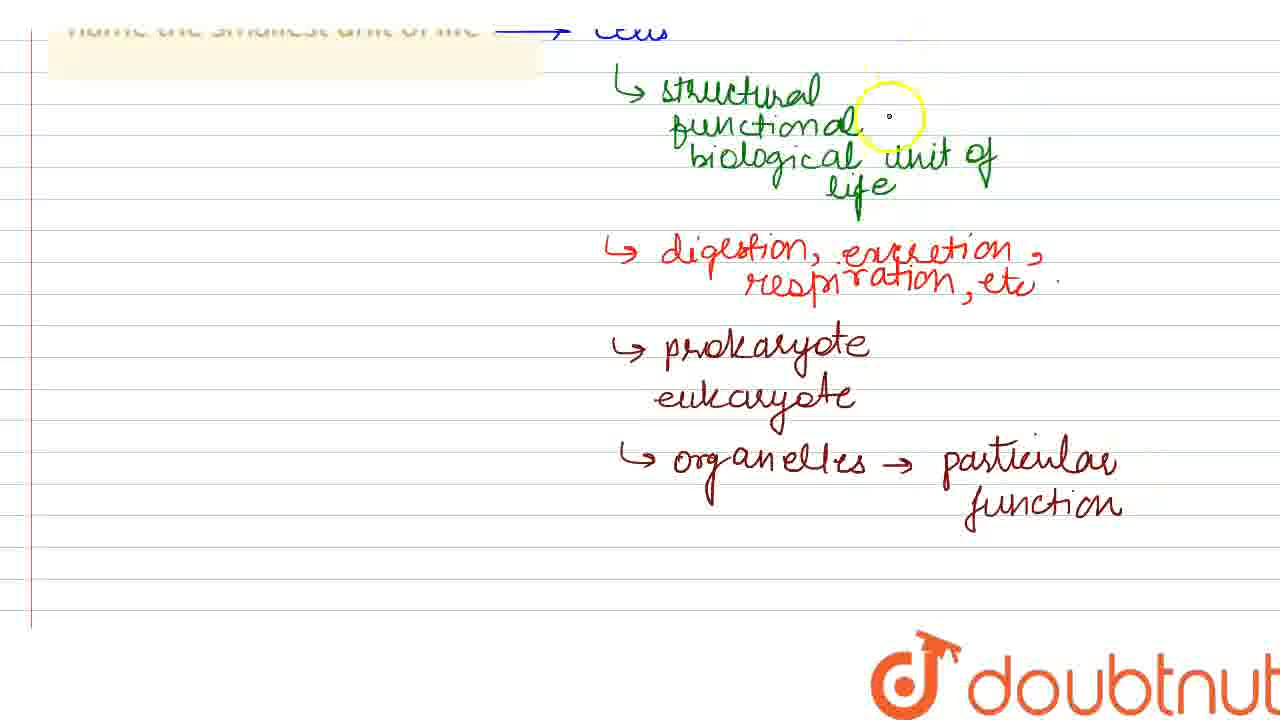 name the smallest unit of life → cells
↳ structural
functional
biological unit of
life
↳ digestion, excretion,
respiration, etc.
↳ prokaryote
eukaryote
↳ organelles → particular
function
doubtnut